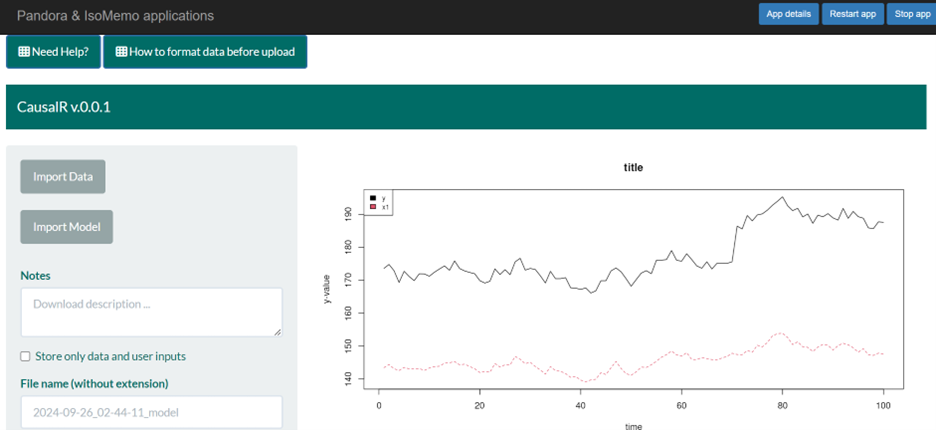 Pandora & IsoMemo applications
App details
Restart app
Stop app
Need Help?
How to format data before upload
CausalR v.0.0.1
Import Data
Import Model
Notes
Download description ...
Store only data and user inputs
File name (without extension)
2024-09-26_02-44-11_model
title
y
x1
y-value
190
180
170
160
150
140
0
20
40
60
80
100
time